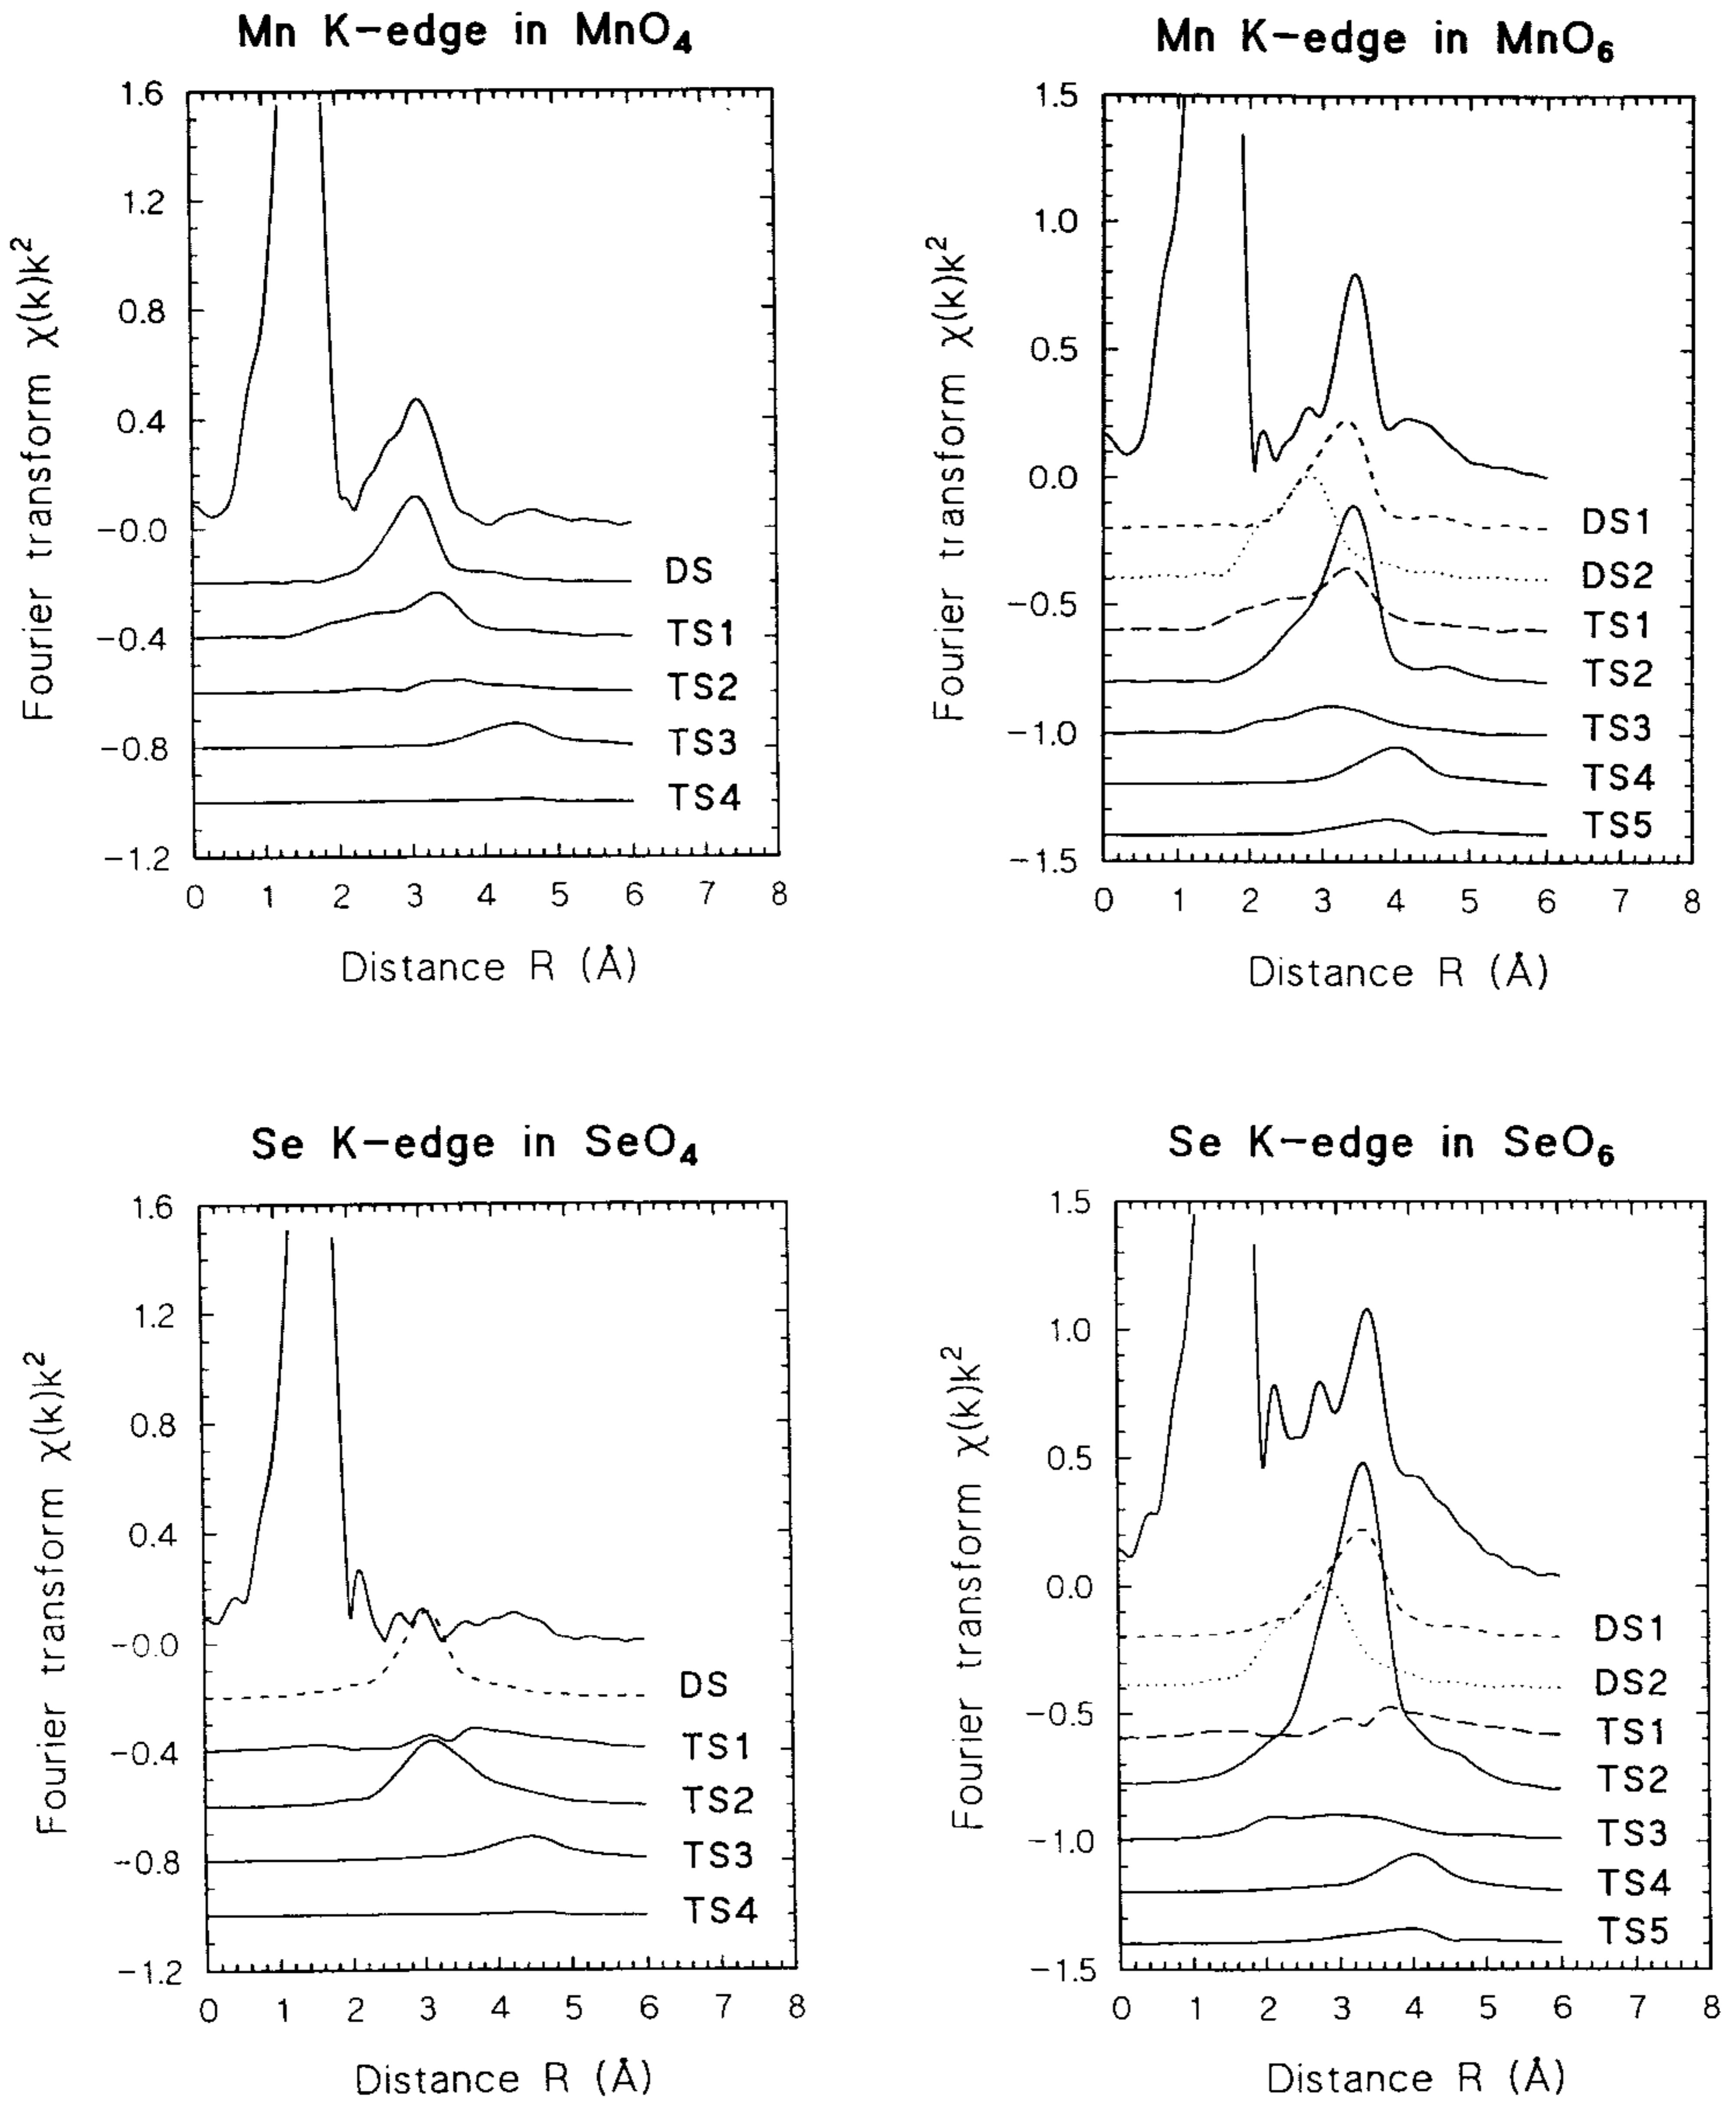 Mn K-edge in MnO₄
Fourier transform χ(k)k²
1.6
1.2
0.8
0.4
-0.0
-0.4
-0.8
-1.2
DS
TS1
TS2
TS3
TS4
0 1 2 3 4 5 6 7 8
Distance R (Å)
Mn K-edge in MnO₆
Fourier transform χ(k)k²
1.5
1.0
0.5
0.0
-0.5
-1.0
-1.5
DS1
DS2
TS1
TS2
TS3
TS4
TS5
0 1 2 3 4 5 6 7 8
Distance R (Å)
Se K-edge in SeO₄
Fourier transform χ(k)k²
1.6
1.2
0.8
0.4
-0.0
-0.4
-0.8
-1.2
DS
TS1
TS2
TS3
TS4
0 1 2 3 4 5 6 7 8
Distance R (Å)
Se K-edge in SeO₆
Fourier transform χ(k)k²
1.5
1.0
0.5
0.0
-0.5
-1.0
-1.5
DS1
DS2
TS1
TS2
TS3
TS4
TS5
0 1 2 3 4 5 6 7 8
Distance R (Å)